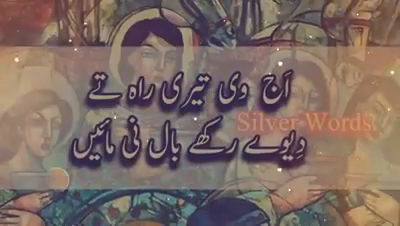 اَج وی تیری راہ تے
Silver Words
دِیوے رکھے بال نی مائیں